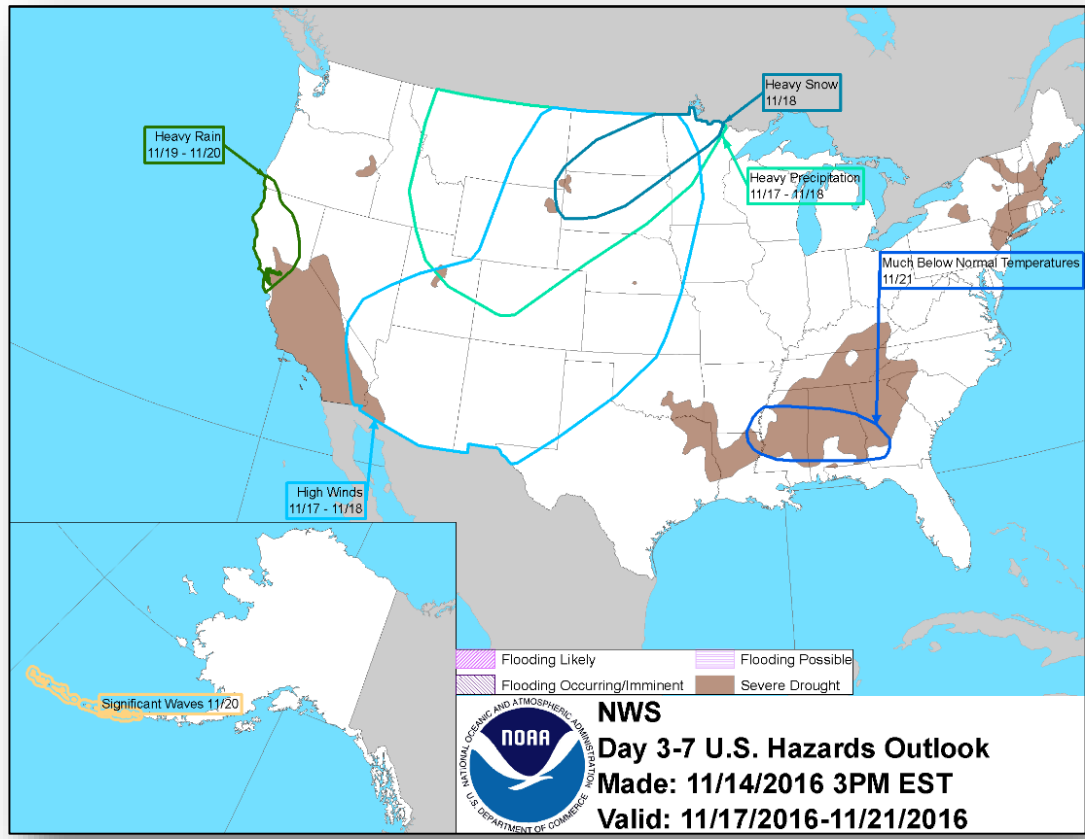 Heavy Snow
11/18
Heavy Rain
11/19 - 11/20
Heavy Precipitation
11/17 - 11/18
Much Below Normal Temperatures
11/21
High Winds
11/17 - 11/18
Significant Waves 11/20
Flooding Likely
Flooding Possible
Flooding Occurring/Imminent
Severe Drought
NATIONAL OCEANIC AND ATMOSPHERIC ADMINISTRATION
NOAA
U.S. DEPARTMENT OF COMMERCE
NWS
Day 3-7 U.S. Hazards Outlook
Made: 11/14/2016 3PM EST
Valid: 11/17/2016-11/21/2016